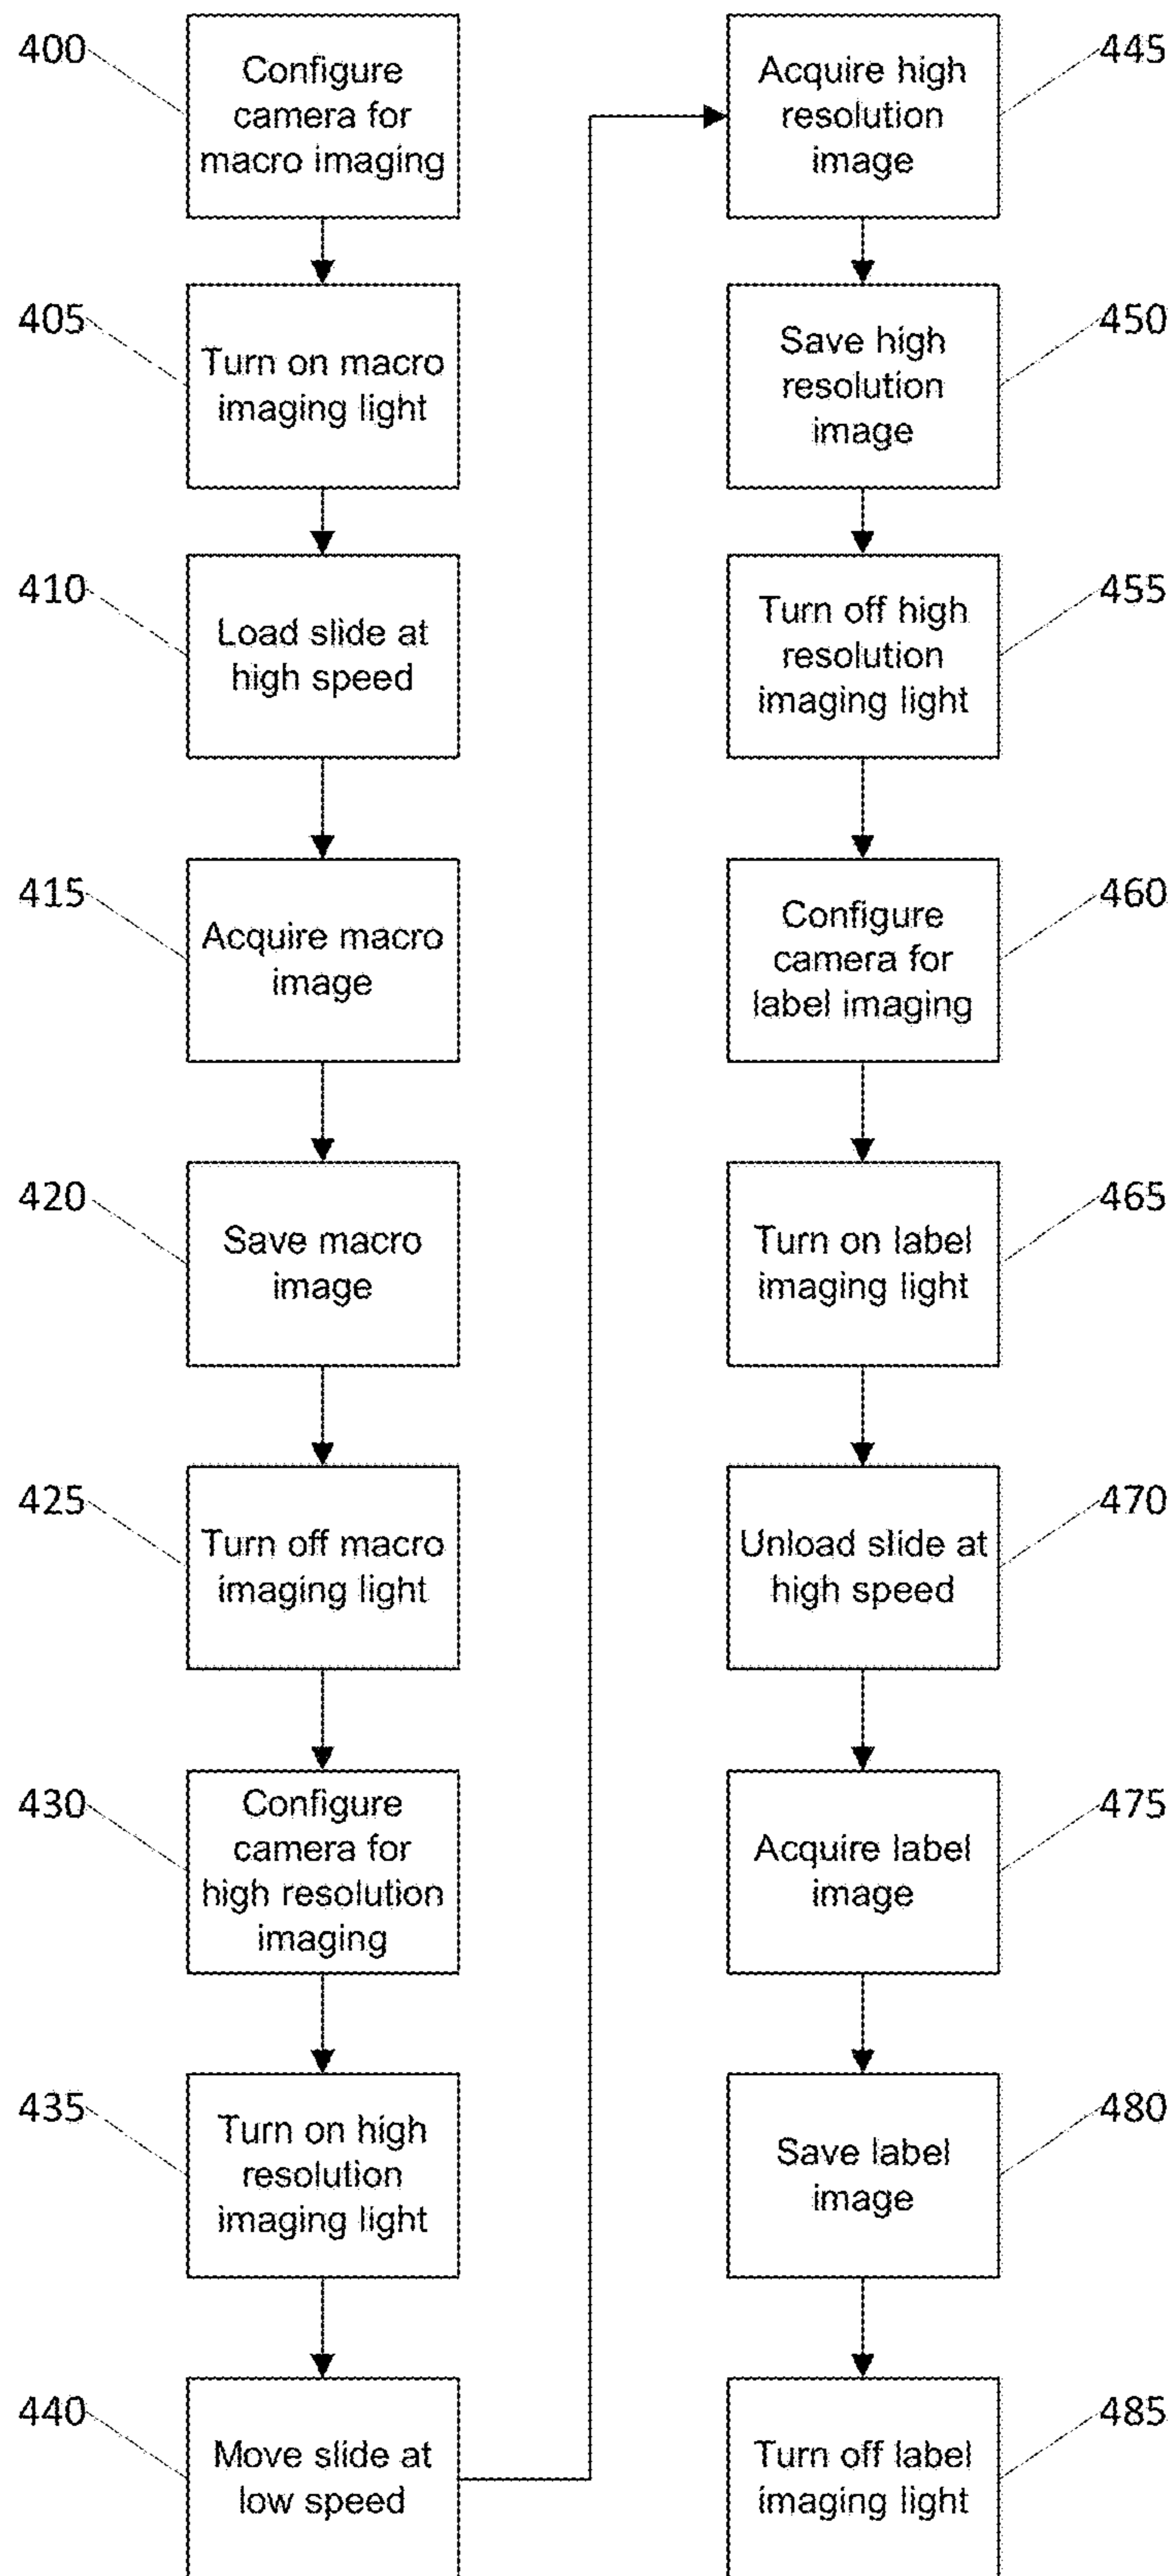 400
Configure
camera for
macro imaging
405
Turn on macro
imaging light
410
Load slide at
high speed
415
Acquire macro
image
420
Save macro
image
425
Turn off macro
imaging light
430
Configure
camera for
high resolution
imaging
435
Turn on high
resolution
imaging light
440
Move slide at
low speed
445
Acquire high
resolution
image
450
Save high
resolution
image
455
Turn off high
resolution
imaging light
460
Configure
camera for
label imaging
465
Turn on label
imaging light
470
Unload slide at
high speed
475
Acquire label
image
480
Save label
image
485
Turn off label
imaging light